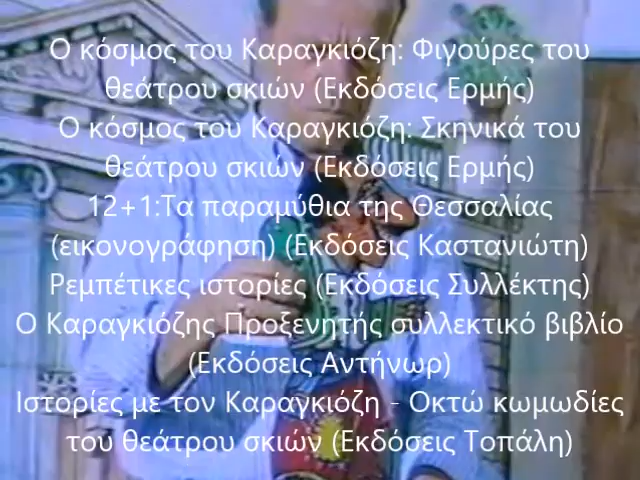 Ο κόσμος του Καραγκιόζη: Φιγούρες του
θεάτρου σκιών (Εκδόσεις Ερμής)
Ο κόσμος του Καραγκιόζη: Σκηνικά του
θεάτρου σκιών (Εκδόσεις Ερμής)
12+1:Τα παραμύθια της Θεσσαλίας
(εικονογράφηση) (Εκδόσεις Καστανιώτη)
Ρεμπέτικες ιστορίες (Εκδόσεις Συλλέκτης)
Ο Καραγκιόζης Προξενητής συλλεκτικό βιβλίο
(Εκδόσεις Αντήνωρ)
Ιστορίες με τον Καραγκιόζη - Οκτώ κωμωδίες
του θεάτρου σκιών (Εκδόσεις Τοπάλη)